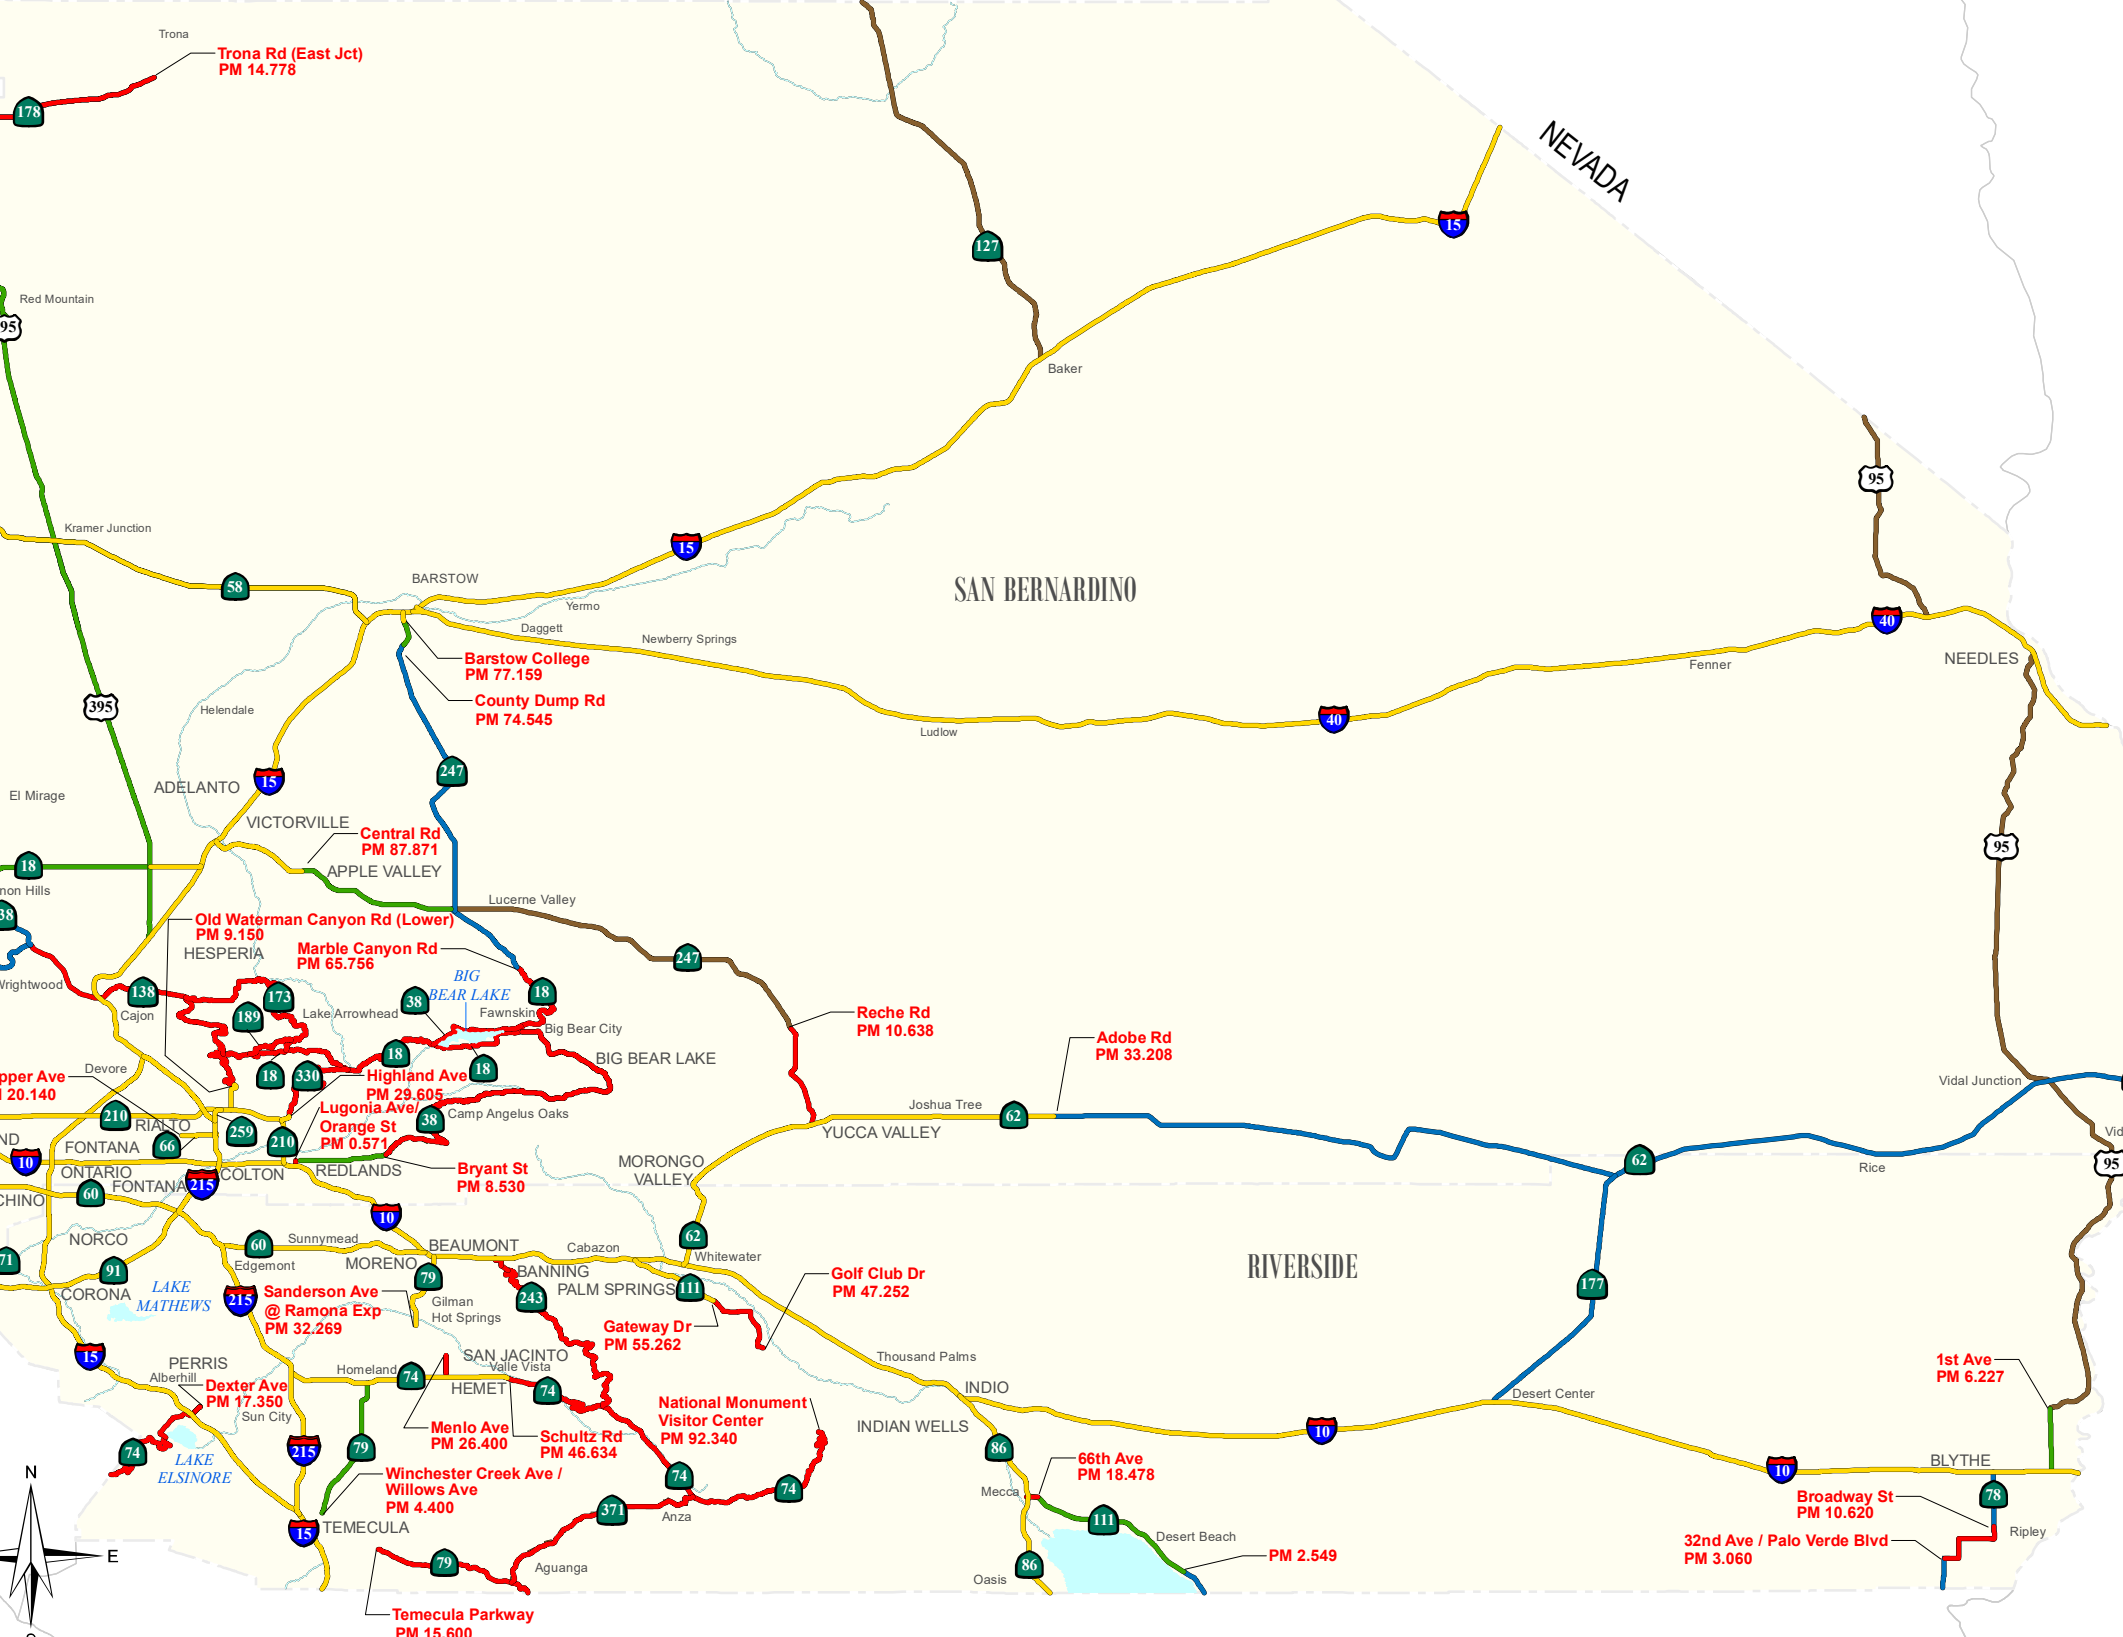 Trona
Trona Rd (East Jct)
PM 14.778
178
NEVADA
15
127
Red Mountain
95
Baker
95
Kramer Junction
15
58
BARSTOW
SAN BERNARDINO
Yermo
Daggett
Newberry Springs
40
Barstow College
PM 77.159
Fenner
NEEDLES
County Dump Rd
PM 74.545
395
Helendale
Ludlow
40
247
15
ADELANTO
El Mirage
VICTORVILLE
Central Rd
PM 87.871
95
18
APPLE VALLEY
non Hills
Lucerne Valley
38
Old Waterman Canyon Rd (Lower)
PM 9.150
HESPERIA
Marble Canyon Rd
PM 65.756
247
Wrightwood
BIG
BEAR LAKE
138
173
38
18
189
Cajon
Lake Arrowhead
Fawnskin
Reche Rd
PM 10.638
Big Bear City
Adobe Rd
PM 33.208
18
BIG BEAR LAKE
Devore
18
330
18
pper Ave
20.140
Highland Ave
PM 29.605
Vidal Junction
210
RIALTO
Lugonia Ave/
Orange St
PM 0.571
38
Camp Angelus Oaks
Joshua Tree
62
YUCCA VALLEY
ND
FONTANA
66
259
210
Vid
10
ONTARIO
FONTANA
COLTON
REDLANDS
Bryant St
PM 8.530
MORONGO
VALLEY
62
Rice
95
CHINO
60
215
10
NORCO
60
Sunnymead
BEAUMONT
Cabazon
62
Whitewater
RIVERSIDE
71
91
Edgemont
MORENO
79
BANNING
PALM SPRINGS
111
Golf Club Dr
PM 47.252
177
CORONA
LAKE
MATHEWS
215
Sanderson Ave
@ Ramona Exp
PM 32.269
Gilman
Hot Springs
243
Gateway Dr
PM 55.262
15
PERRIS
Alberhill
Homeland
74
SAN JACINTO
Valle Vista
HEMET
74
Thousand Palms
1st Ave
PM 6.227
Dexter Ave
PM 17.350
Sun City
INDIO
Desert Center
National Monument
Visitor Center
PM 92.340
Menlo Ave
PM 26.400
Schultz Rd
PM 46.634
INDIAN WELLS
10
74
LAKE
ELSINORE
215
79
86
BLYTHE
10
N
Winchester Creek Ave /
Willows Ave
PM 4.400
74
74
66th Ave
PM 18.478
Mecca
78
Broadway St
PM 10.620
371
Anza
111
15
TEMECULA
Desert Beach
Ripley
32nd Ave / Palo Verde Blvd
PM 3.060
E
79
Aguanga
86
Oasis
PM 2.549
Temecula Parkway
PM 15.600